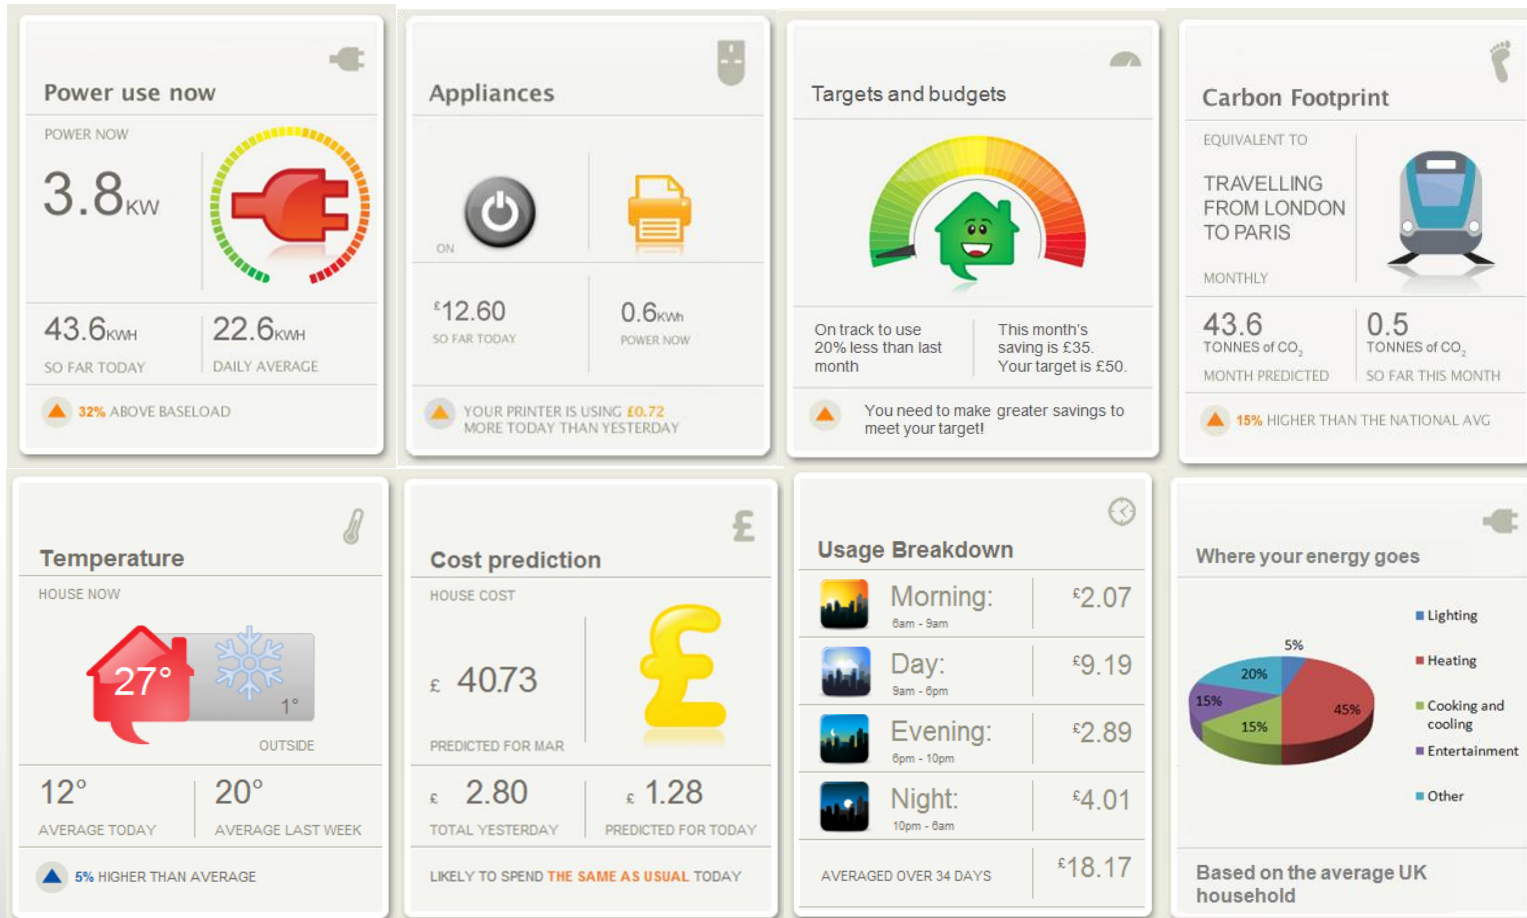 Power use now
POWER NOW
3.8KW
43.6KWH
SO FAR TODAY
22.6KWH
DAILY AVERAGE
32% ABOVE BASELOAD
Appliances
ON
£12.60
SO FAR TODAY
0.6KWh
POWER NOW
YOUR PRINTER IS USING £0.72
MORE TODAY THAN YESTERDAY
Targets and budgets
On track to use
20% less than last
month
This month's
saving is £35.
Your target is £50.
You need to make greater savings to
meet your target!
Carbon Footprint
EQUIVALENT TO
TRAVELLING
FROM LONDON
TO PARIS
MONTHLY
43.6
TONNES of CO₂
MONTH PREDICTED
0.5
TONNES of CO₂
SO FAR THIS MONTH
15% HIGHER THAN THE NATIONAL AVG
Temperature
HOUSE NOW
27°
1°
OUTSIDE
12°
AVERAGE TODAY
20°
AVERAGE LAST WEEK
5% HIGHER THAN AVERAGE
£
Cost prediction
HOUSE COST
£ 40.73
£
PREDICTED FOR MAR
£ 2.80
TOTAL YESTERDAY
£ 1.28
PREDICTED FOR TODAY
LIKELY TO SPEND THE SAME AS USUAL TODAY
Usage Breakdown
Morning: £2.07
6am - 9am
Day: £9.19
9am - 6pm
Evening: £2.89
6pm - 10pm
Night: £4.01
10pm - 6am
AVERAGED OVER 34 DAYS £18.17
Where your energy goes
5%
45%
15%
15%
20%
Lighting
Heating
Cooking and
cooling
Entertainment
Other
Based on the average UK
household